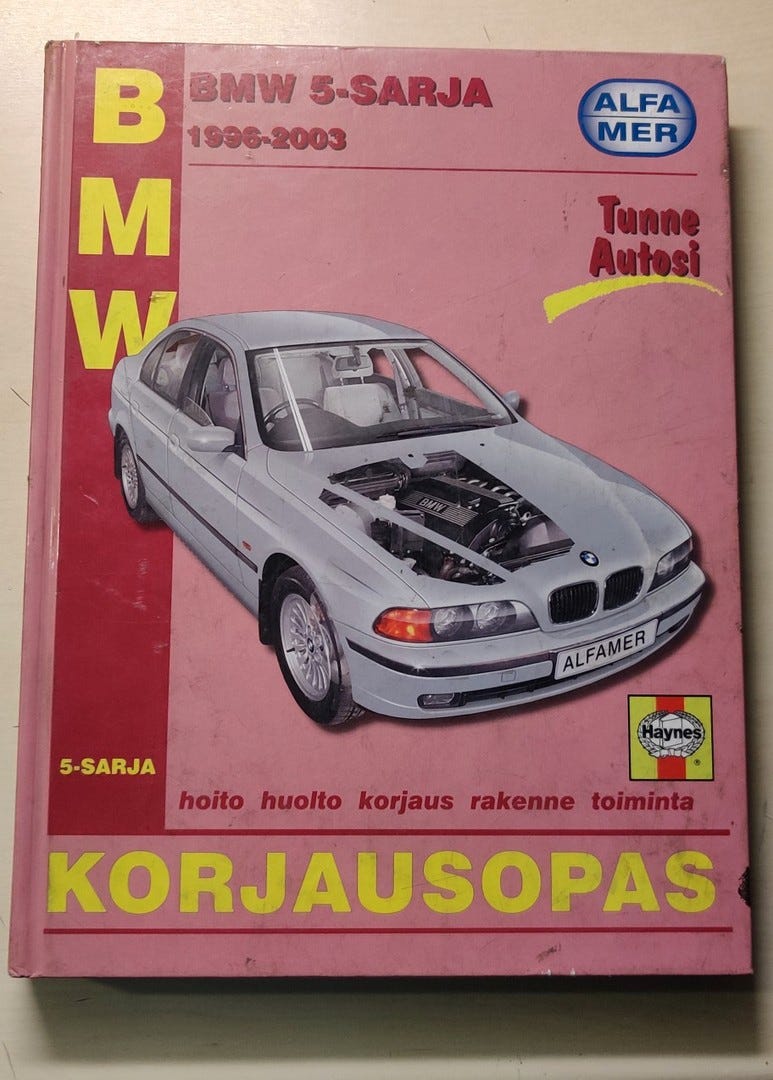 BMW
BMW 5-SARJA
1996-2003
ALFA
MER
Tunne
Autosi
BMW
ALFAMER
Haynes
®
5-SARJA
hoito huolto korjaus rakenne toiminta
KORJAUSOPAS